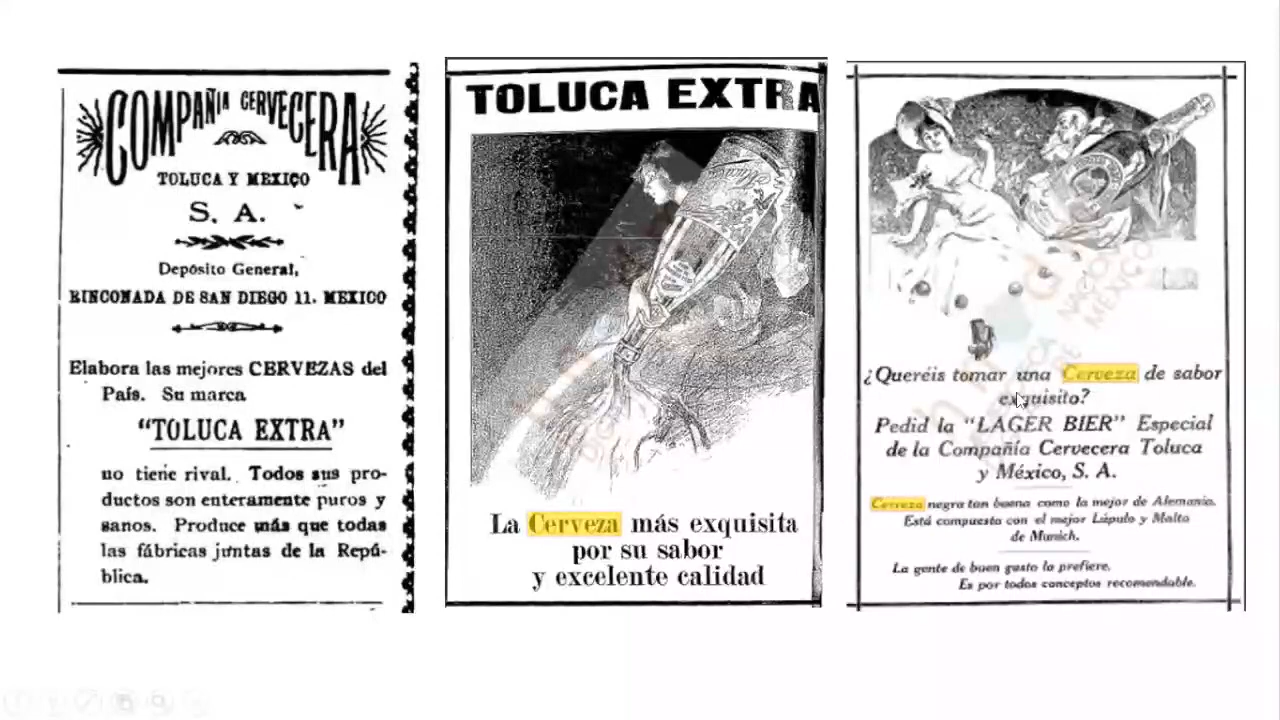 COMPAÑIA CERVECERA
TOLUCA Y MEXICO
S. A.
Depósito General,
RINCONADA DE SAN DIEGO 11. MEXICO
Elabora las mejores CERVEZAS del
País. Su marca
"TOLUCA EXTRA"
no tiene rival. Todos sus pro-
ductos son enteramente puros y
sanos. Produce más que todas
las fábricas juntas de la Repú-
blica.
TOLUCA EXTRA
La Cerveza más exquisita
por su sabor
y excelente calidad
¿Queréis tomar una Cerveza de sabor
exquisito?
Pedid la "LAGER BIER" Especial
de la Compañía Cervecera Toluca
y México, S. A.
Cerveza negra tan buena como la mejor de Alemania.
Está compuesta con el mejor Lúpulo y Malta
de Munich.
La gente de buen gusto la prefiere.
Es por todos conceptos recomendable.